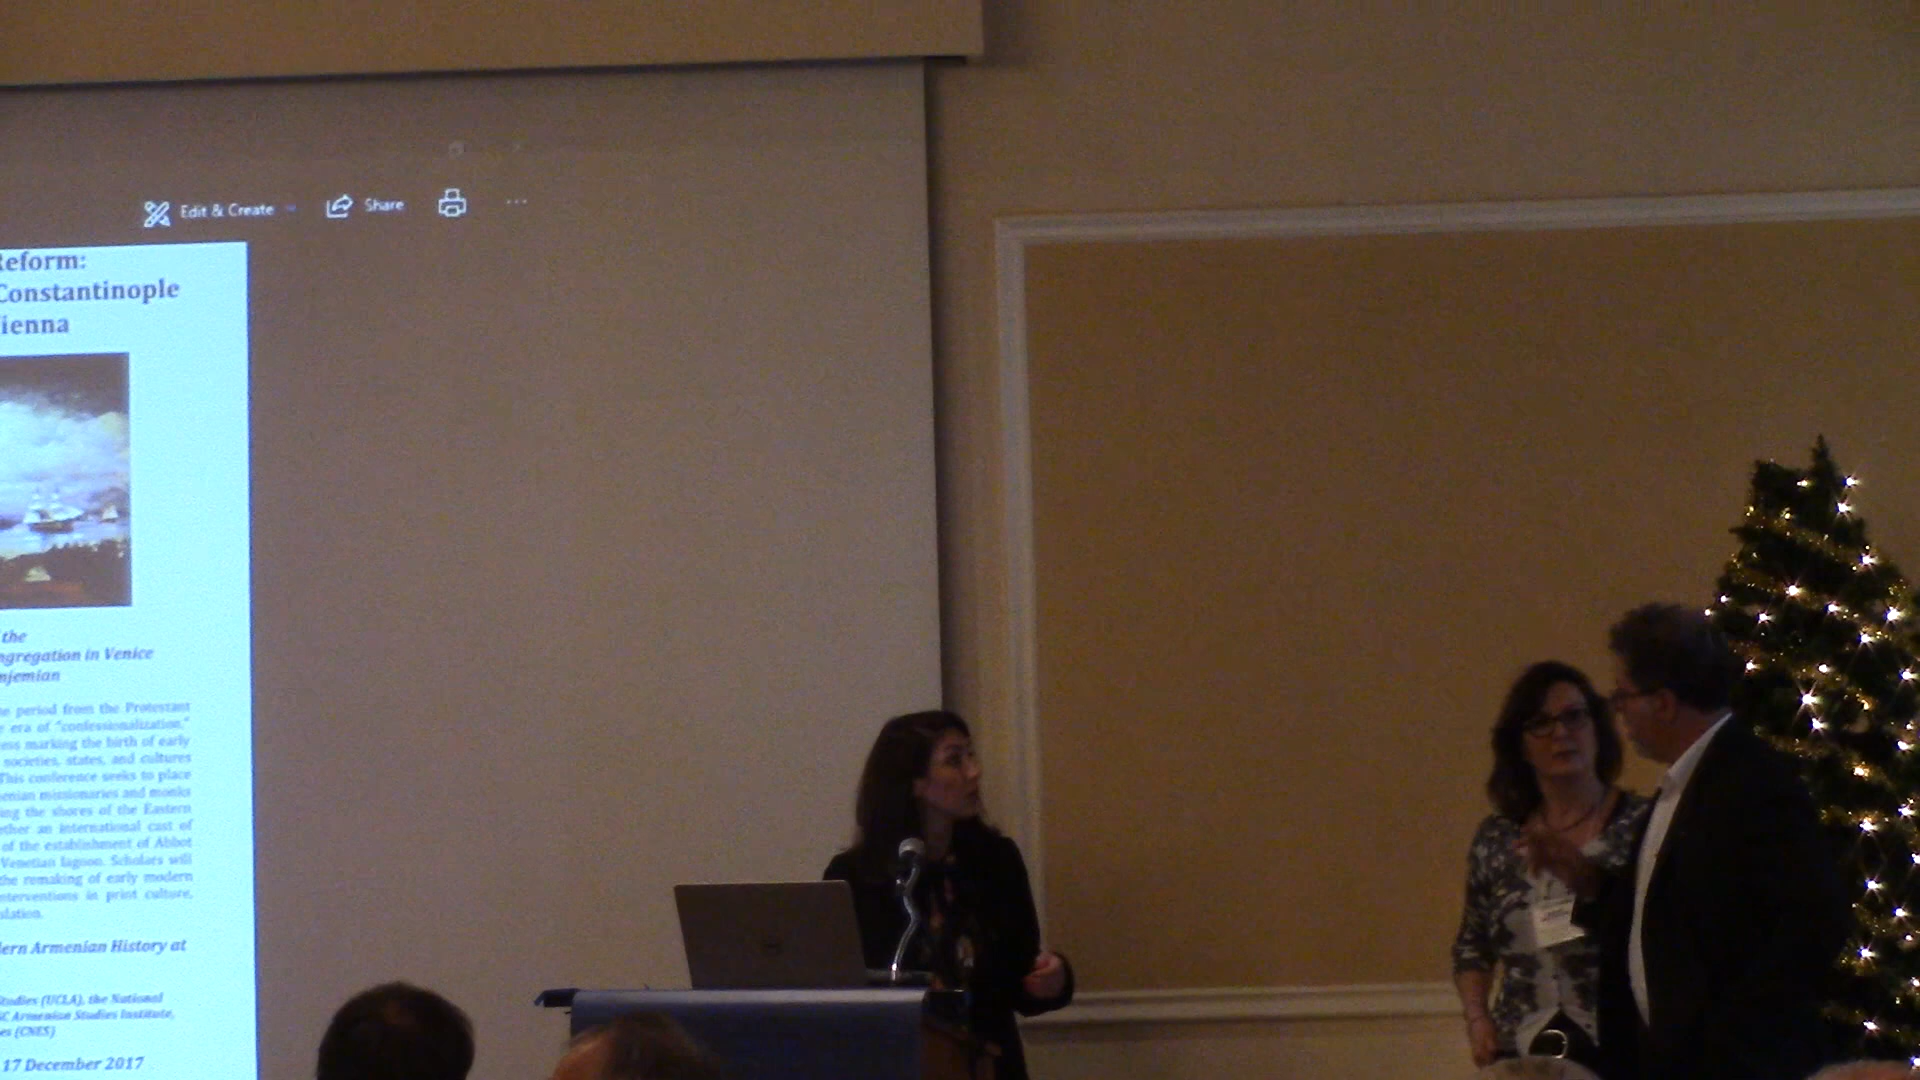 Edit & Create
Share
Reform:
Constantinople
ienna
the
ngregation in Venice
njemian
period from the Protestant
era of "confessionalization,"
ess marking the birth of early
societies, states, and cultures
This conference seeks to place
enian missionaries and monks
ing the shores of the Eastern
ether an international cast of
of the establishment of Abbot
Venetian lagoon. Scholars will
the remaking of early modern
nterventions in print culture,
slation.
ern Armenian History at
Studies (UCLA), the National
SC Armenian Studies Institute,
es (CNES)
17 December 2017